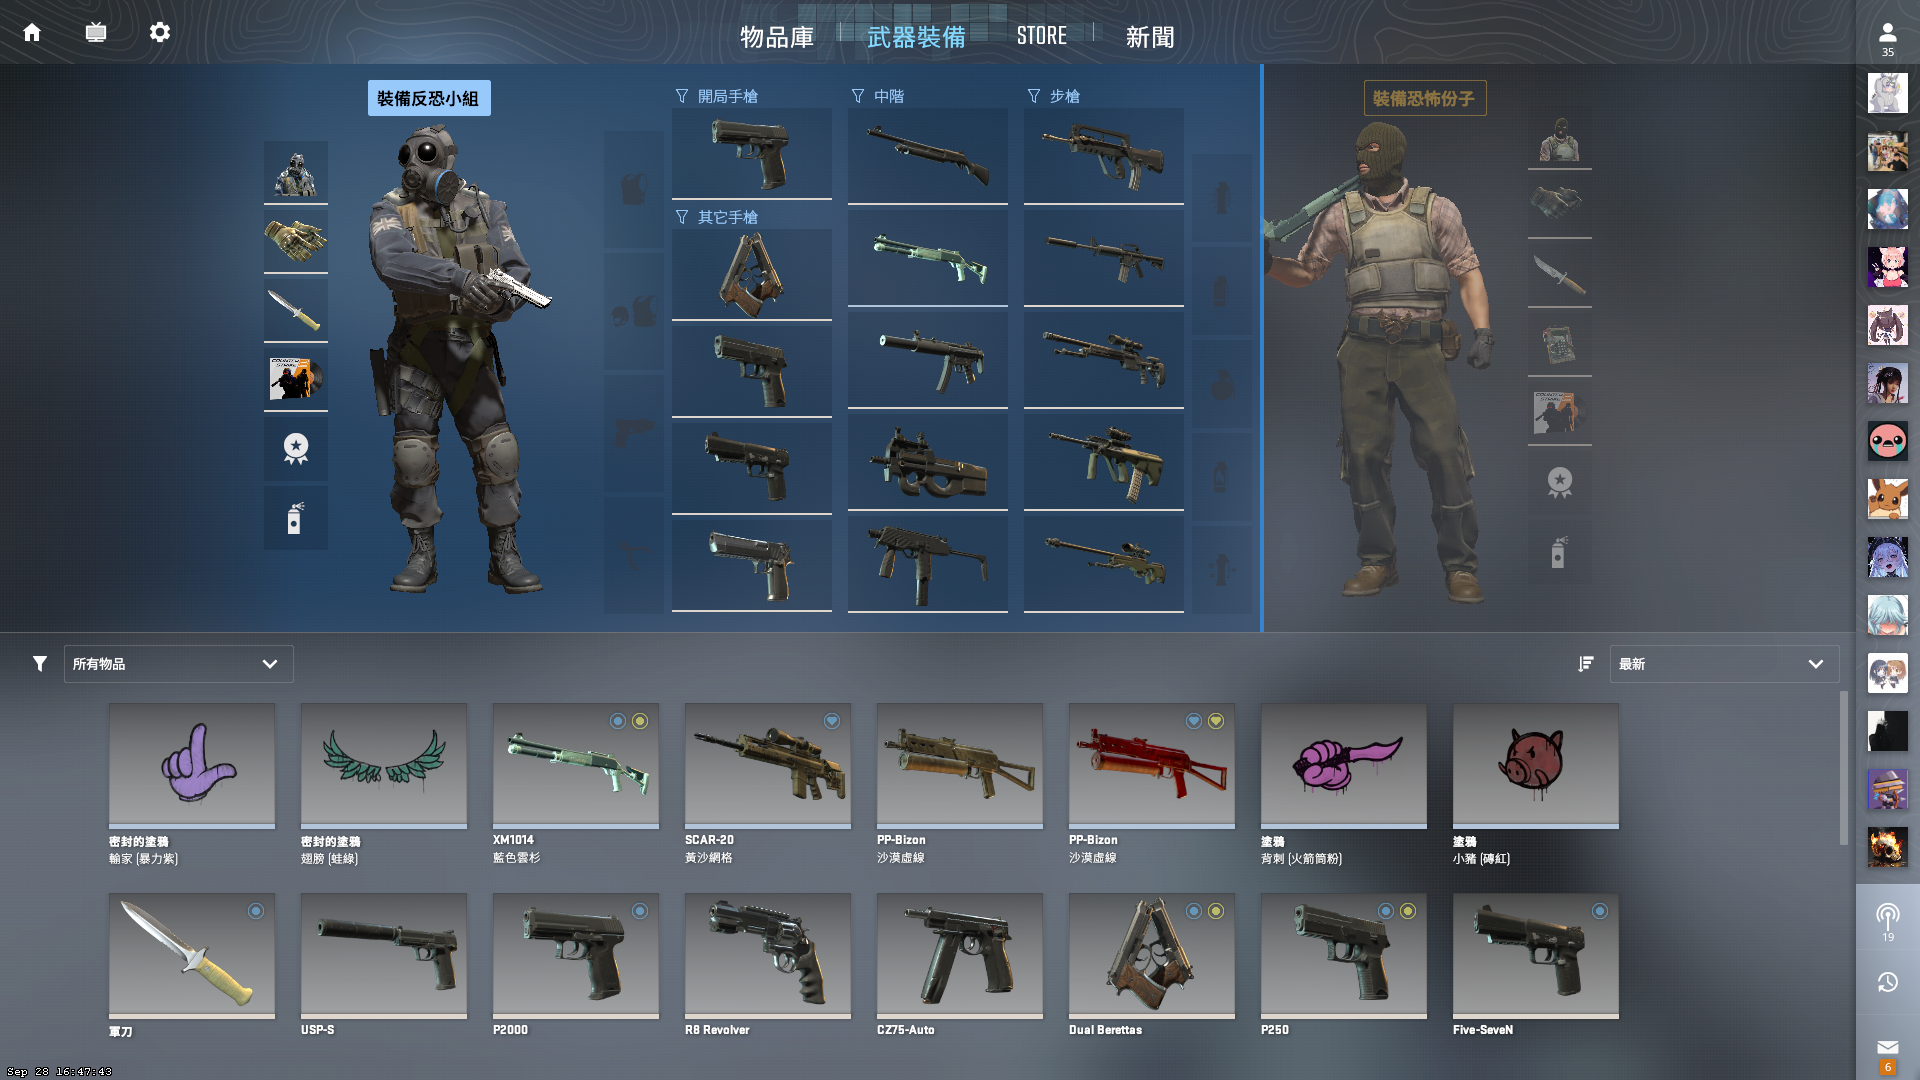 物品庫
武器裝備
STORE
新聞
35
裝備反恐小組
開局手槍
中階
步槍
裝備恐怖份子
其它手槍
所有物品
最新
密封的塗鴉
輸家 (暴力紫)
密封的塗鴉
翅膀 (蛙綠)
XM1014
藍色雲杉
SCAR-20
黃沙網格
PP-Bizon
沙漠虛線
PP-Bizon
沙漠虛線
塗鴉
背刺 (火箭筒粉)
塗鴉
小豬 (磚紅)
19
軍刀
USP-S
P2000
R8 Revolver
CZ75-Auto
Dual Berettas
P250
Five-SeveN
6
Sep 28 16:47:43